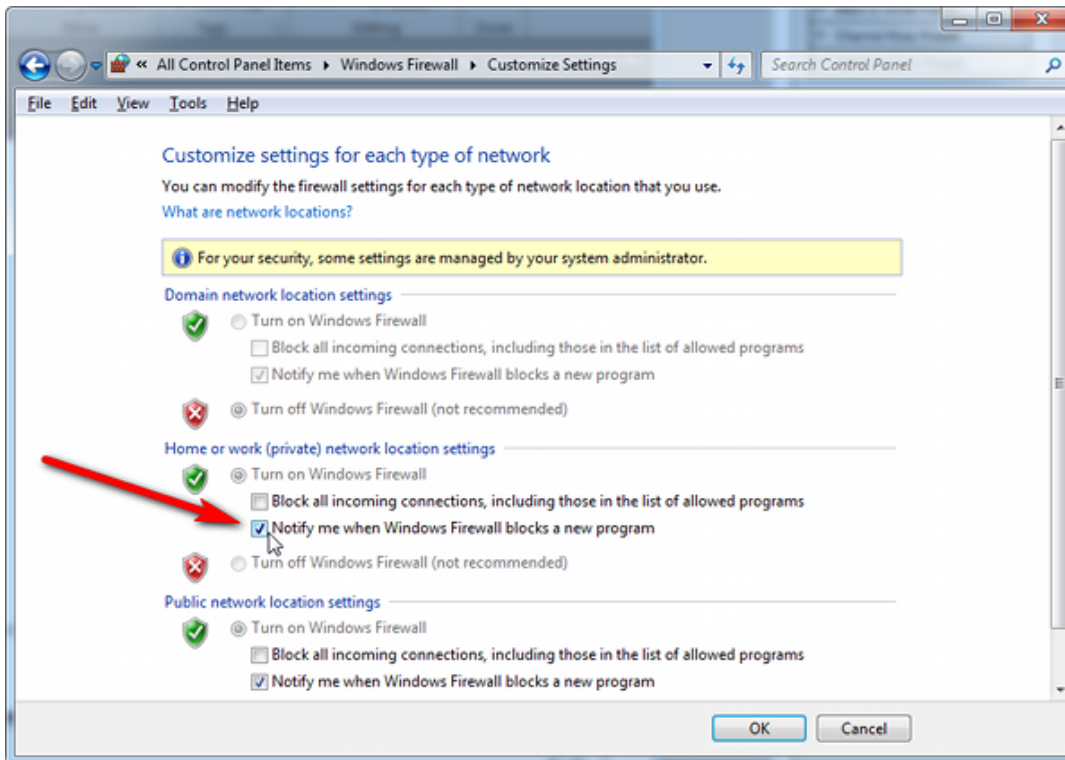 « All Control Panel Items ▸ Windows Firewall ▸ Customize Settings
Search Control Panel
File Edit View Tools Help
Customize settings for each type of network
You can modify the firewall settings for each type of network location that you use.
What are network locations?
For your security, some settings are managed by your system administrator.
Domain network location settings
Turn on Windows Firewall
Block all incoming connections, including those in the list of allowed programs
Notify me when Windows Firewall blocks a new program
Turn off Windows Firewall (not recommended)
Home or work (private) network location settings
Turn on Windows Firewall
Block all incoming connections, including those in the list of allowed programs
Notify me when Windows Firewall blocks a new program
Turn off Windows Firewall (not recommended)
Public network location settings
Turn on Windows Firewall
Block all incoming connections, including those in the list of allowed programs
Notify me when Windows Firewall blocks a new program
OK Cancel